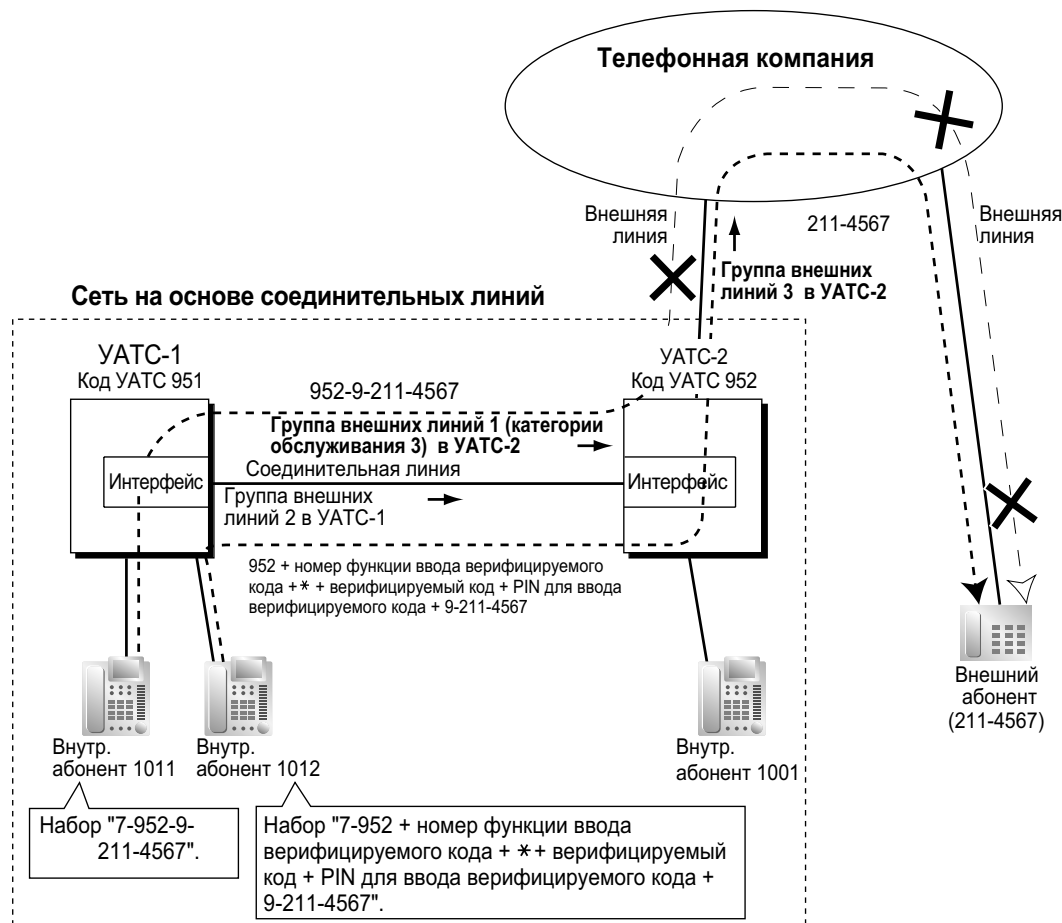 Телефонная компания
Внешняя
линия
211-4567
Внешняя
линия
Группа внешних
линий 3 в УАТС-2
Сеть на основе соединительных линий
УАТС-1
Код УАТС 951
УАТС-2
Код УАТС 952
952-9-211-4567
Группа внешних линий 1 (категории
обслуживания 3) в УАТС-2
Интерфейс
Соединительная линия
Интерфейс
Группа внешних
линий 2 в УАТС-1
952 + номер функции ввода верифицируемого
кода +* + верифицируемый код + PIN для ввода
верифицируемого кода + 9-211-4567
Внутр.
абонент 1011
Внутр.
абонент 1012
Внутр.
абонент 1001
Внешний
абонент
(211-4567)
Набор "7-952-9-
211-4567".
Набор "7-952 + номер функции ввода
верифицируемого кода + *+ верифицируемый
код + PIN для ввода верифицируемого кода +
9-211-4567".